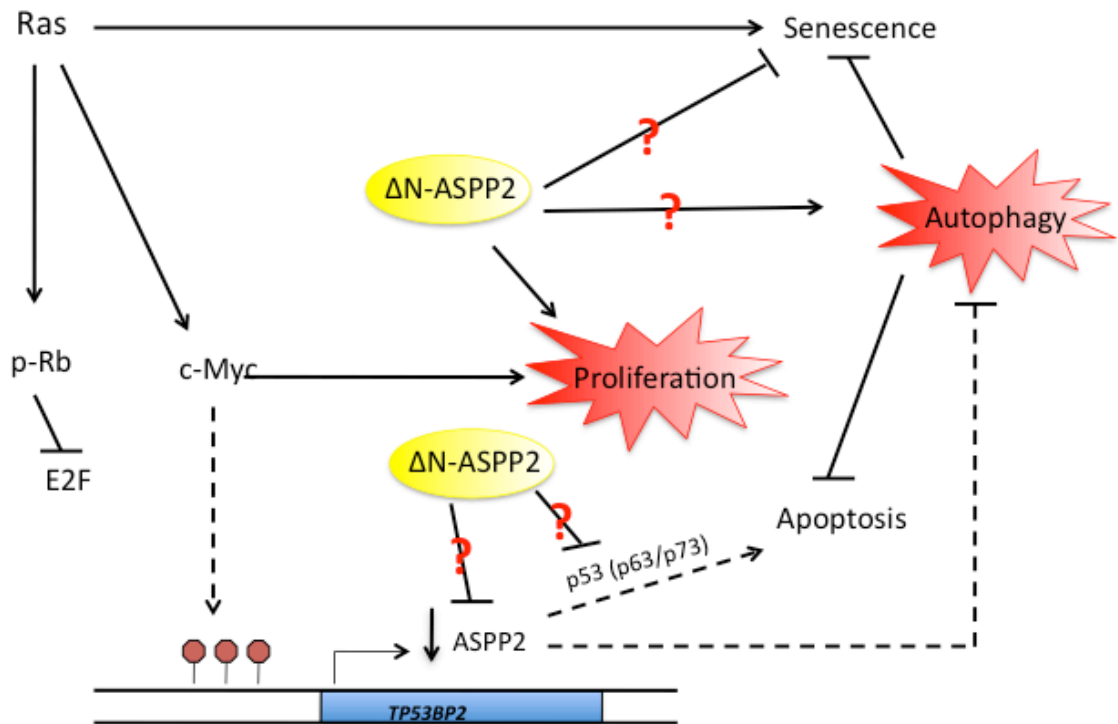 Ras
Senescence
?
ΔN-ASPP2
?
Autophagy
p-Rb
c-Myc
Proliferation
E2F
ΔN-ASPP2
?
?
Apoptosis
p53 (p63/p73)
ASPP2
TP53BP2